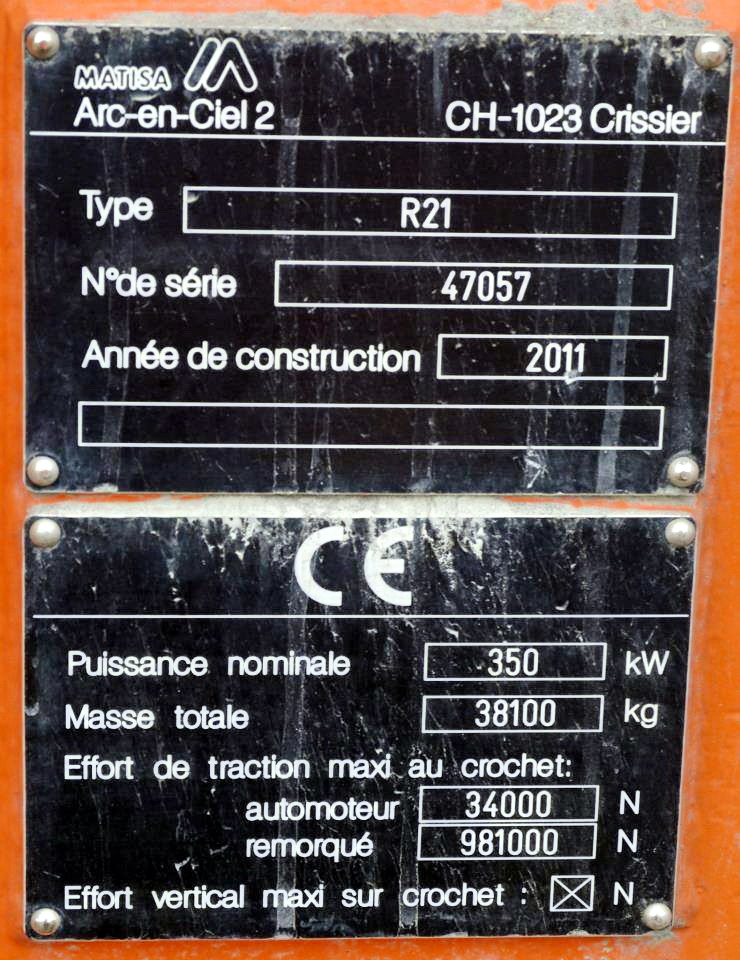 MATISA
Arc-en-Ciel 2 CH-1023 Crissier
Type R21
N°de série 47057
Année de construction 2011
CE
Puissance nominale 350 kW
Masse totale 38100 kg
Effort de traction maxi au crochet:
automoteur 34000 N
remorqué 981000 N
Effort vertical maxi sur crochet : N